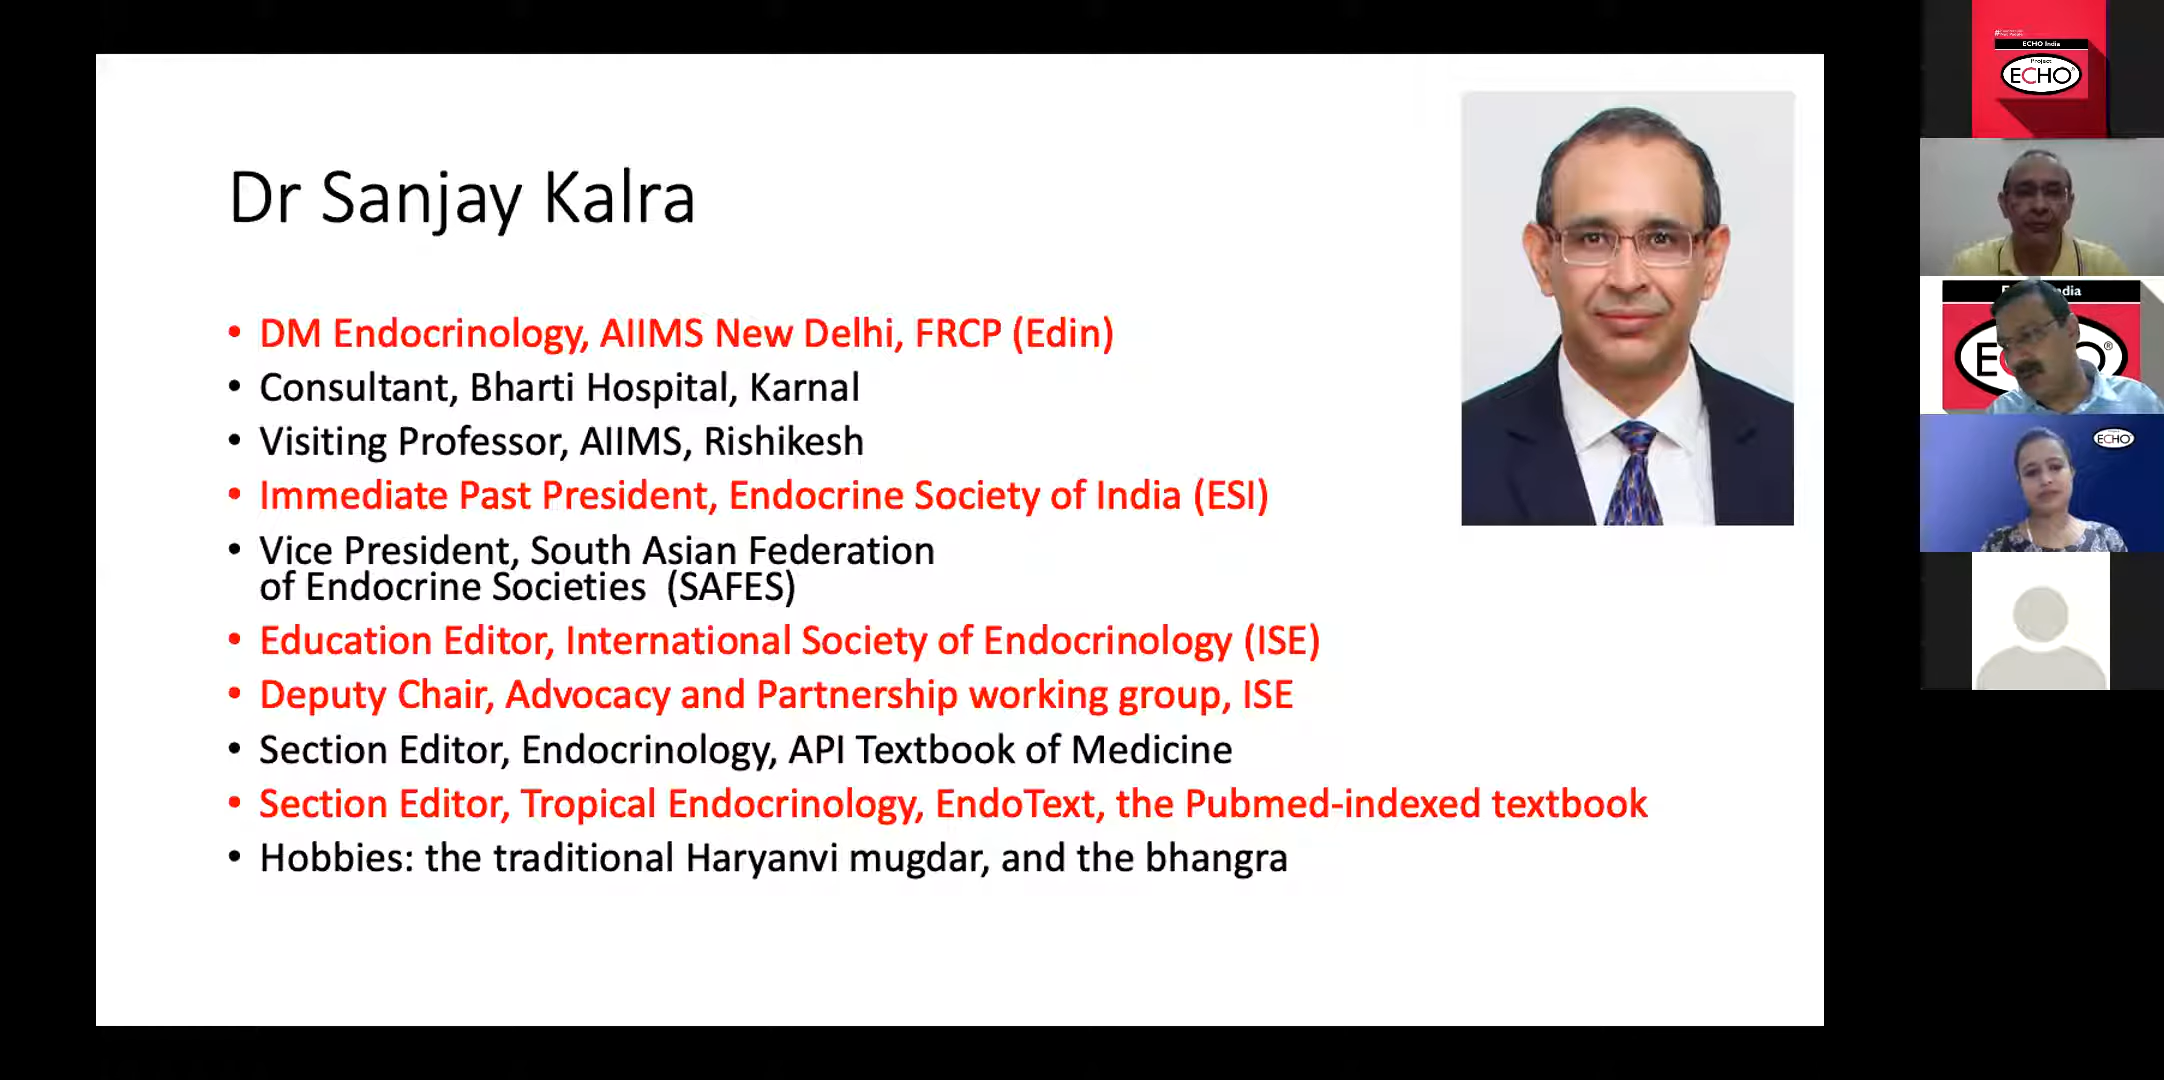 Dr Sanjay Kalra
• DM Endocrinology, AIIMS New Delhi, FRCP (Edin)
• Consultant, Bharti Hospital, Karnal
• Visiting Professor, AIIMS, Rishikesh
• Immediate Past President, Endocrine Society of India (ESI)
• Vice President, South Asian Federation
of Endocrine Societies (SAFES)
• Education Editor, International Society of Endocrinology (ISE)
• Deputy Chair, Advocacy and Partnership working group, ISE
• Section Editor, Endocrinology, API Textbook of Medicine
• Section Editor, Tropical Endocrinology, EndoText, the Pubmed-indexed textbook
• Hobbies: the traditional Haryanvi mugdar, and the bhangra
ECHO India
Project
ECHO®
ECHO